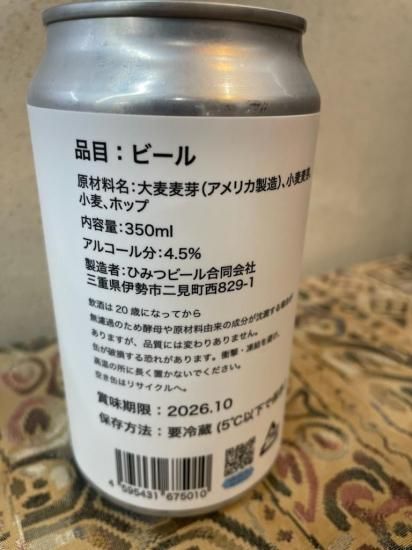 品目：ビール
原材料名：大麦麦芽（アメリカ製造）、小麦麦芽、
小麦、ホップ
内容量：350ml
アルコール分：4.5%
製造者：ひみつビール合同会社
三重県伊勢市二見町西829-1
飲酒は20歳になってから
無濾過のため酵母や原材料由来の成分が沈殿する場合が
ありますが、品質には変わりありません。
缶が破損する恐れがあります。衝撃・凍結を避け、
高温の所に長く置かないでください。
空き缶はリサイクルへ。
賞味期限：2026.10
保存方法：要冷蔵（5℃以下で
4 595431 675010